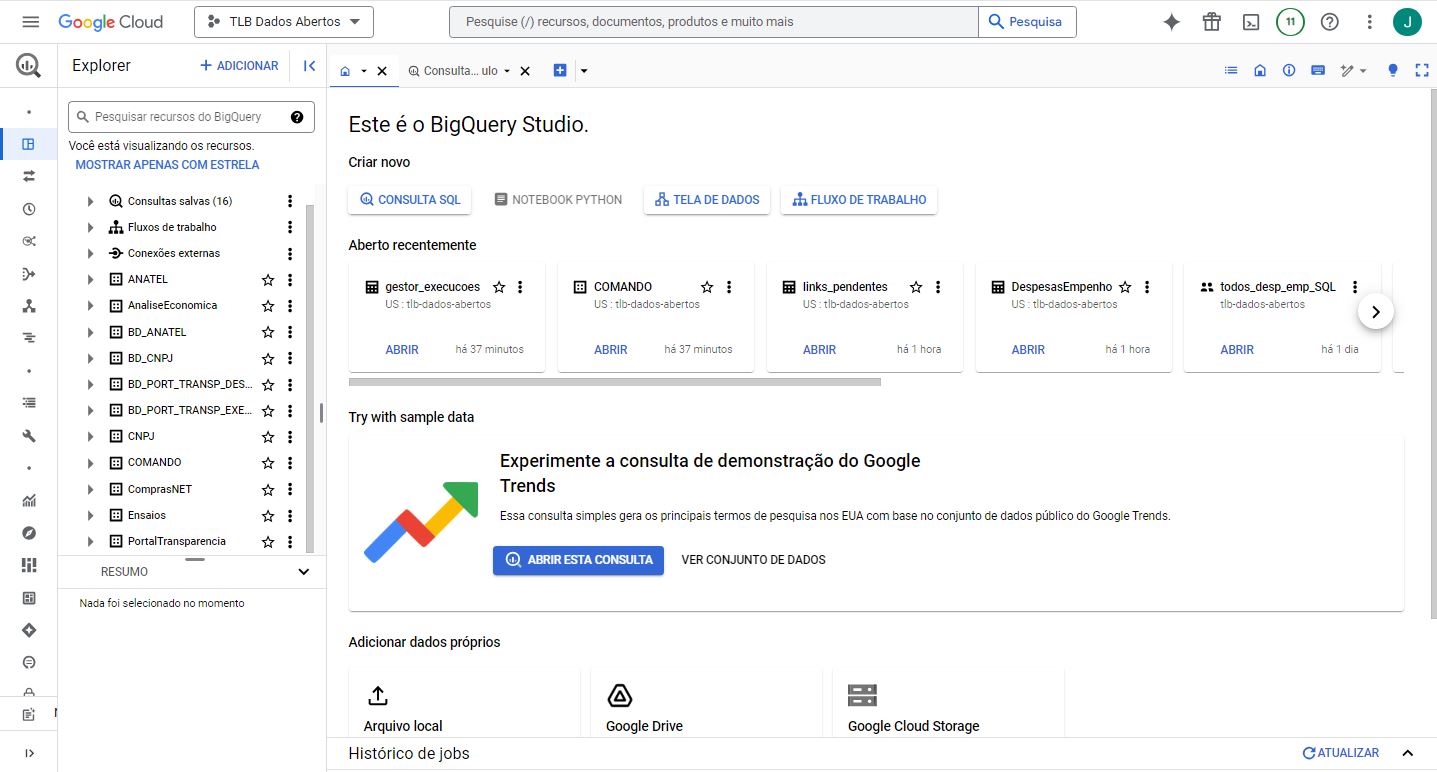 Google Cloud
TLB Dados Abertos
Pesquise (/) recursos, documentos, produtos e muito mais
Pesquisa
11
J
Explorer
ADICIONAR
Consulta... ulo
Pesquisar recursos do BigQuery
Você está visualizando os recursos.
MOSTRAR APENAS COM ESTRELA
Consultas salvas (16)
Fluxos de trabalho
Conexões externas
ANATEL
AnaliseEconomica
BD_ANATEL
BD_CNPJ
BD_PORT_TRANSP_DES...
BD_PORT_TRANSP_EXE...
CNPJ
COMANDO
ComprasNET
Ensaios
PortalTransparencia
RESUMO
Nada foi selecionado no momento
Este é o BigQuery Studio.
Criar novo
CONSULTA SQL
NOTEBOOK PYTHON
TELA DE DADOS
FLUXO DE TRABALHO
Aberto recentemente
gestor_execucoes
US : tlb-dados-abertos
ABRIR
há 37 minutos
COMANDO
US : tlb-dados-abertos
ABRIR
há 37 minutos
links_pendentes
US : tlb-dados-abertos
ABRIR
há 1 hora
DespesasEmpenho
US : tlb-dados-abertos
ABRIR
há 1 hora
todos_desp_emp_SQL
tlb-dados-abertos
ABRIR
há 1 dia
Try with sample data
Experimente a consulta de demonstração do Google
Trends
Essa consulta simples gera os principais termos de pesquisa nos EUA com base no conjunto de dados público do Google Trends.
ABRIR ESTA CONSULTA
VER CONJUNTO DE DADOS
Adicionar dados próprios
Arquivo local
Google Drive
Google Cloud Storage
Histórico de jobs
ATUALIZAR